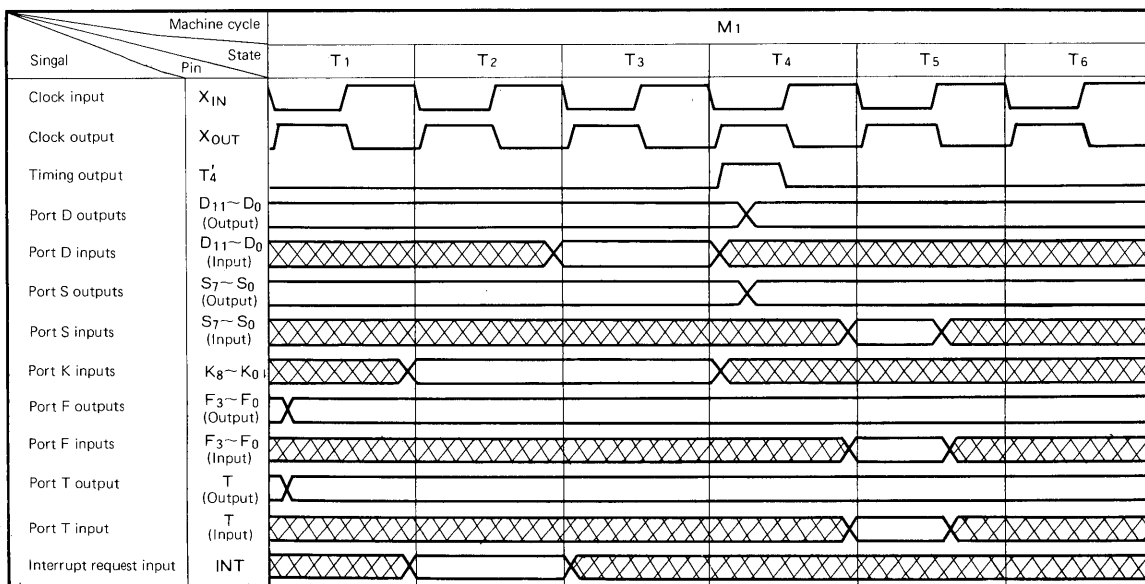 Machine cycle M1
State
Singal Pin T1 T2 T3 T4 T5 T6
Clock input XIN
Clock output XOUT
Timing output T'4
Port D outputs D11~D0 (Output)
Port D inputs D11~D0 (Input)
Port S outputs S7~S0 (Output)
Port S inputs S7~S0 (Input)
Port K inputs K8~K0
Port F outputs F3~F0 (Output)
Port F inputs F3~F0 (Input)
Port T output T (Output)
Port T input T (Input)
Interrupt request input INT